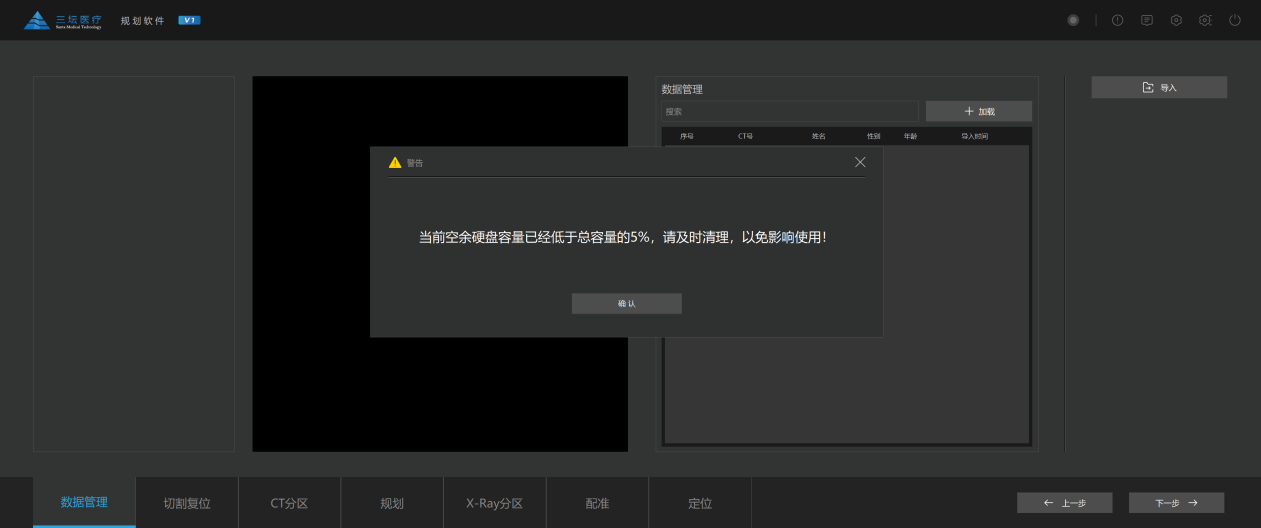 三坛医疗
Santa Medical Technology
规划软件
V1
数据管理
搜索
加载
序号 CT号 姓名 性别 年龄 导入时间
导入
警告
当前空余硬盘容量已经低于总容量的5%，请及时清理，以免影响使用！
确认
数据管理 切割复位 CT分区 规划 X-Ray分区 配准 定位
上一步 下一步